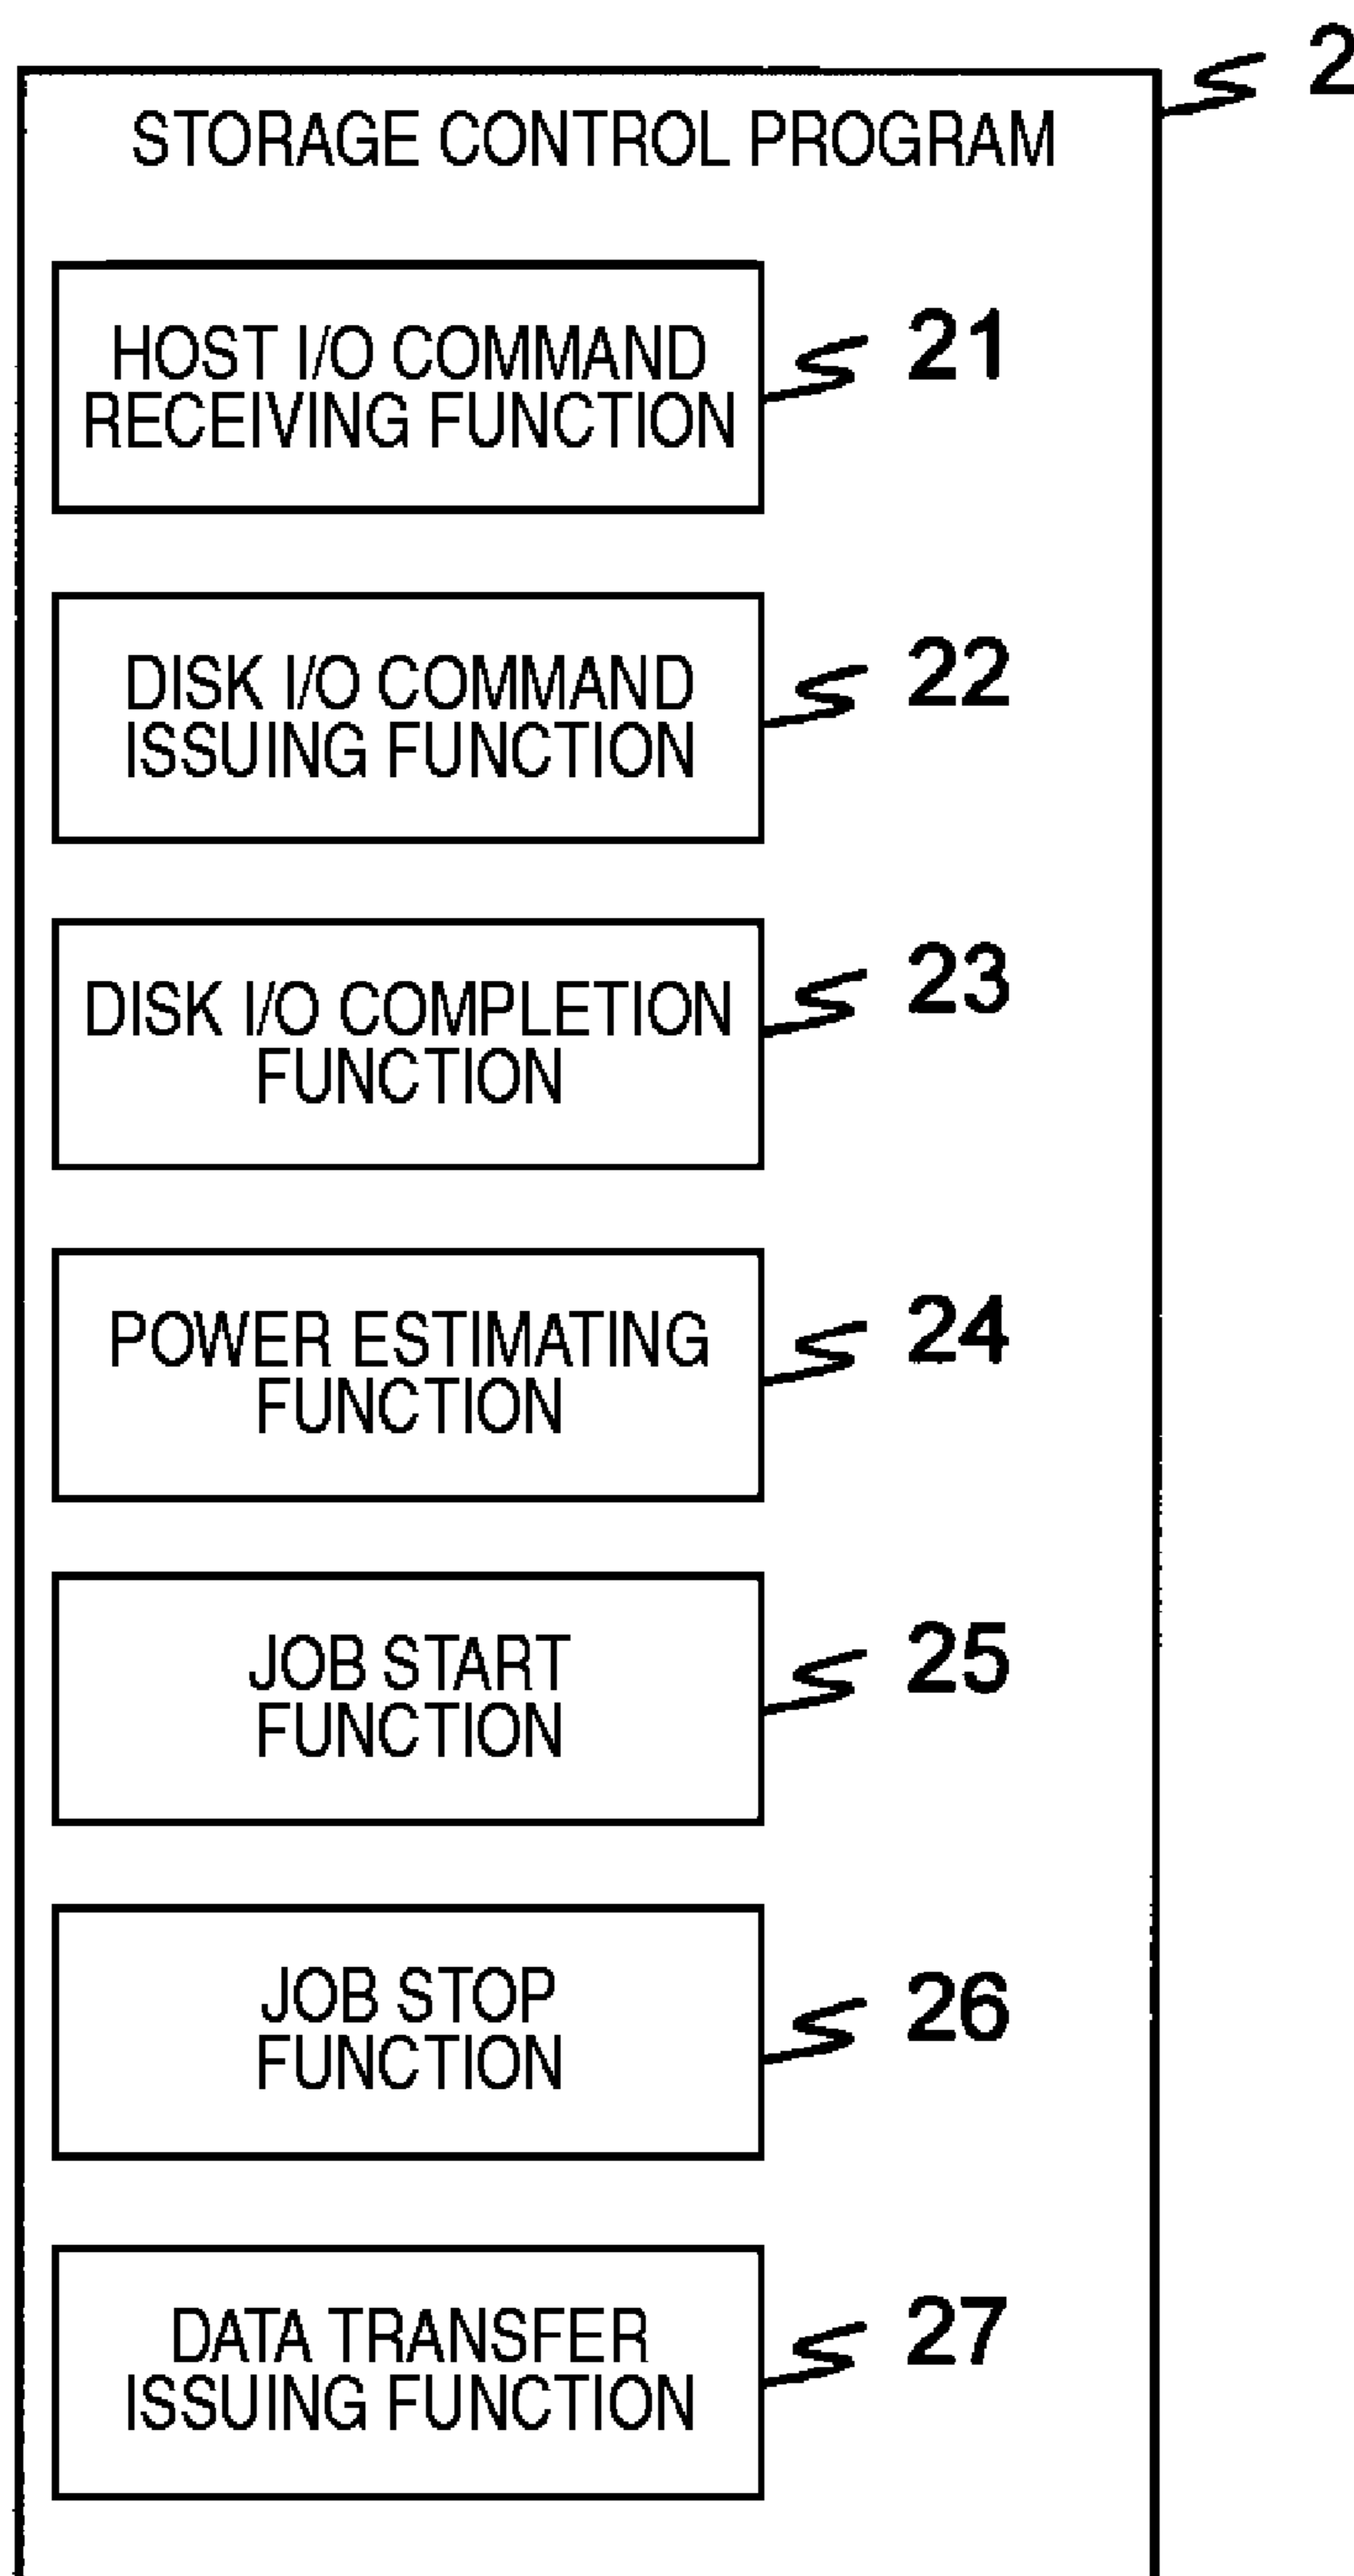 2
STORAGE CONTROL PROGRAM
HOST I/O COMMAND
RECEIVING FUNCTION
21
DISK I/O COMMAND
ISSUING FUNCTION
22
DISK I/O COMPLETION
FUNCTION
23
POWER ESTIMATING
FUNCTION
24
JOB START
FUNCTION
25
JOB STOP
FUNCTION
26
DATA TRANSFER
ISSUING FUNCTION
27